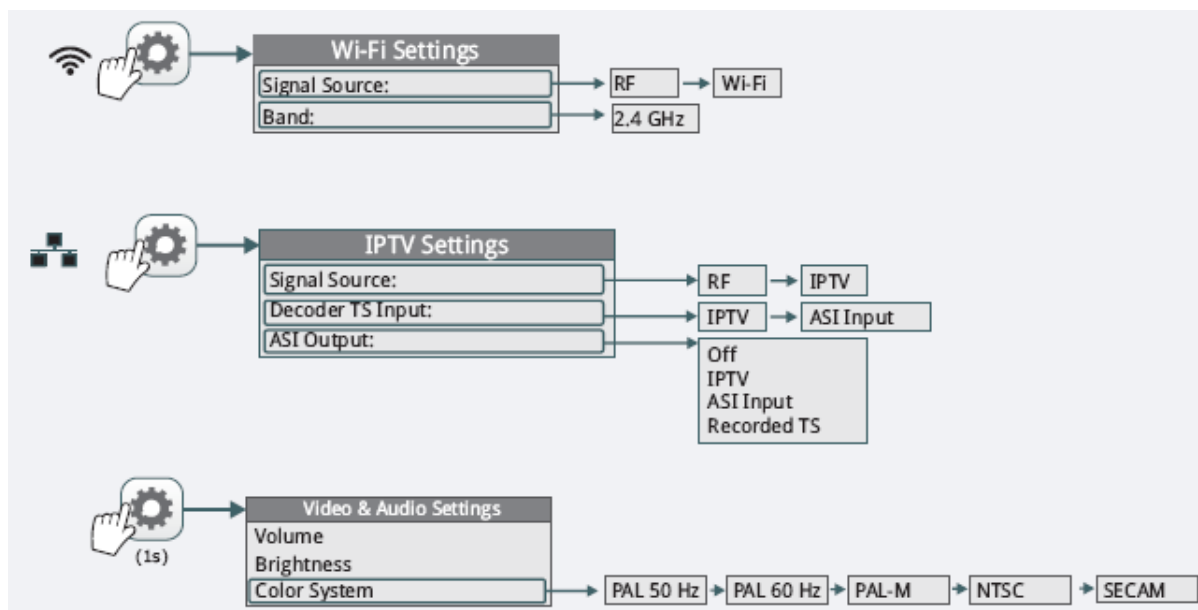 Wi-Fi Settings
Signal Source: RF Wi-Fi
Band: 2.4 GHz
IPTV Settings
Signal Source: RF IPTV
Decoder TS Input: IPTV ASI Input
ASI Output:
Off
IPTV
ASI Input
Recorded TS
(1s)
Video & Audio Settings
Volume
Brightness
Color System PAL 50 Hz PAL 60 Hz PAL-M NTSC SECAM